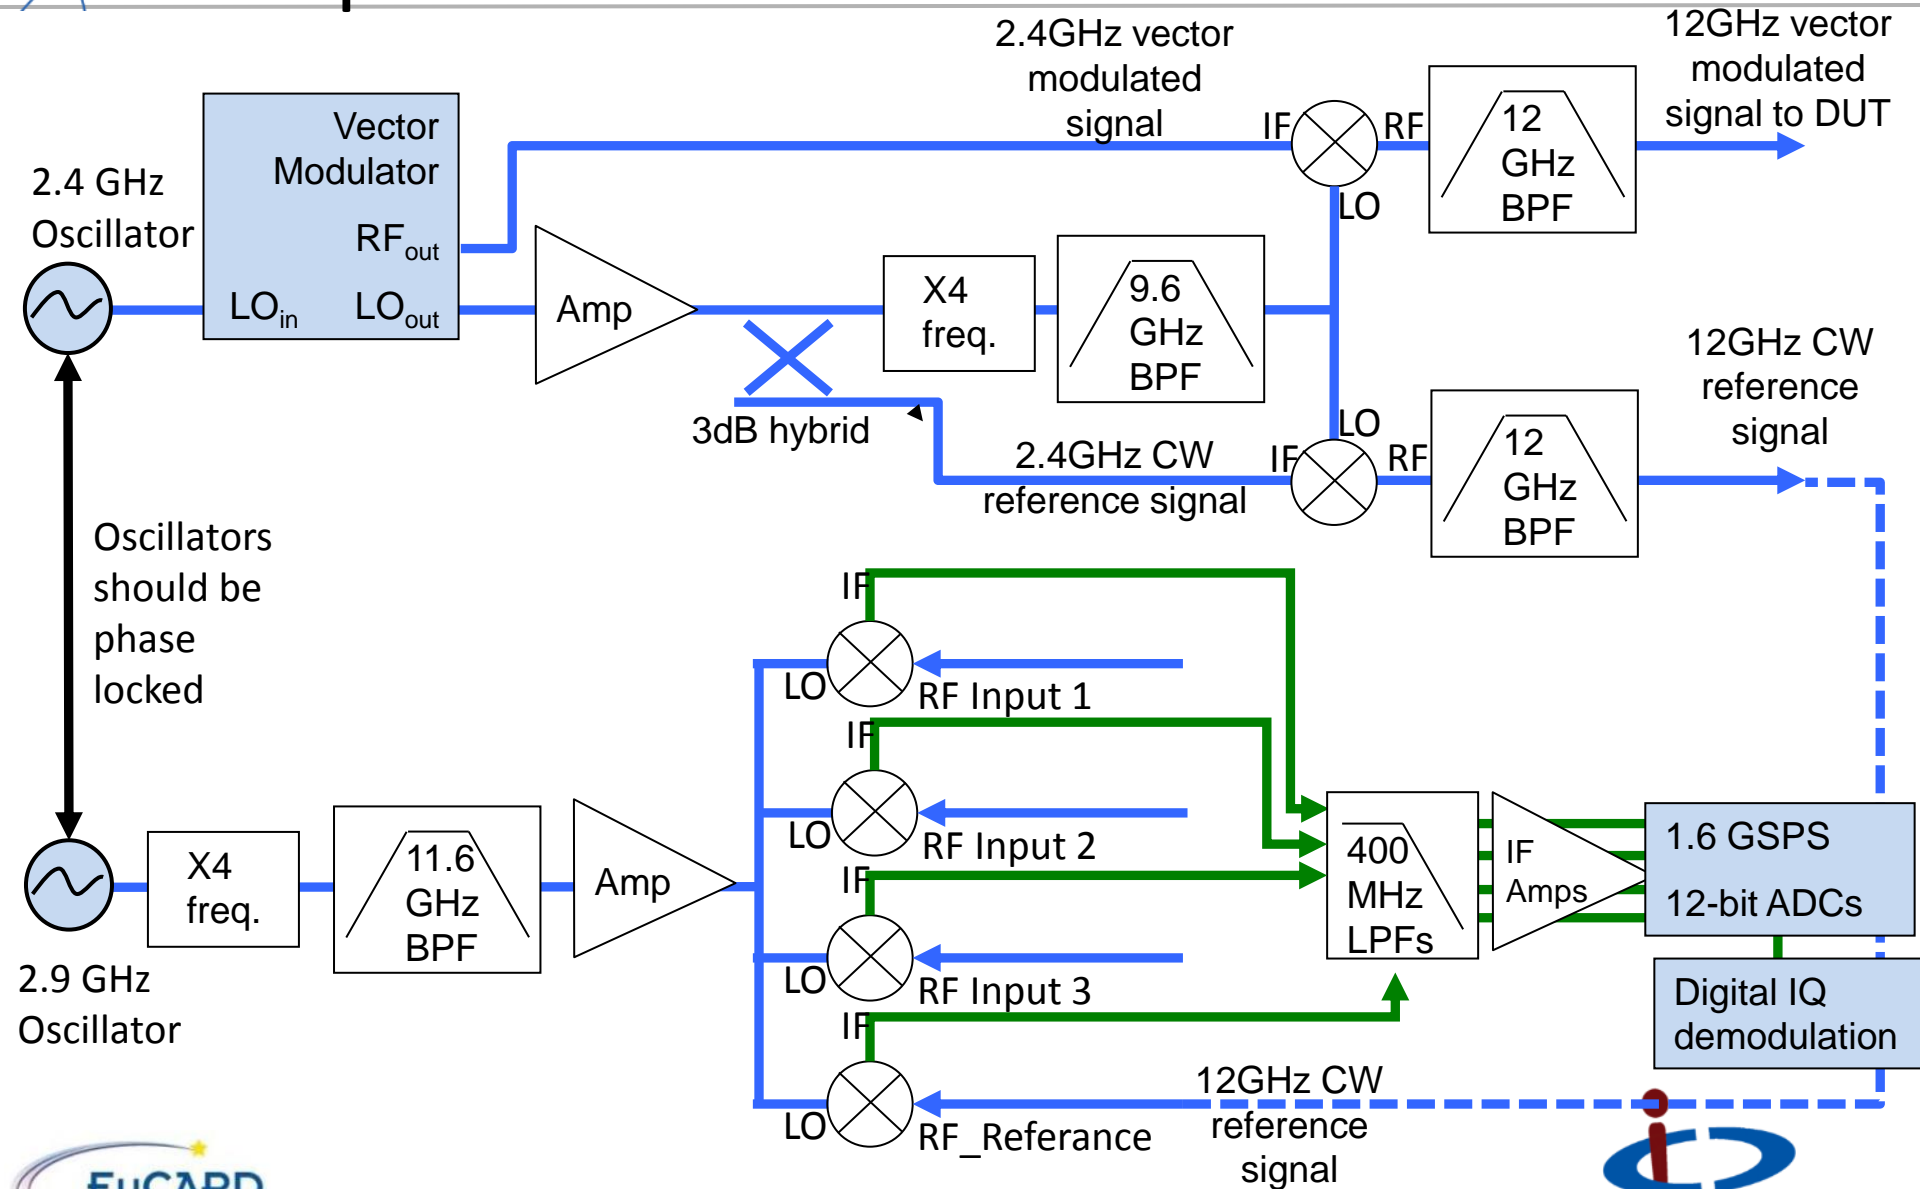 2.4GHz vector
modulated
signal
12GHz vector
modulated
signal to DUT
Vector
Modulator
RFout
LOin
LOout
2.4 GHz
Oscillator
IF
RF
LO
12
GHz
BPF
Amp
X4
freq.
9.6
GHz
BPF
3dB hybrid
2.4GHz CW
reference signal
IF
LO
RF
12
GHz
BPF
12GHz CW
reference
signal
Oscillators
should be
phase
locked
IF
LO
RF Input 1
IF
LO
RF Input 2
IF
LO
RF Input 3
IF
LO
RF_Referance
12GHz CW
reference
signal
2.9 GHz
Oscillator
X4
freq.
11.6
GHz
BPF
Amp
400
MHz
LPFs
IF
Amps
1.6 GSPS
12-bit ADCs
Digital IQ
demodulation
EuCARD